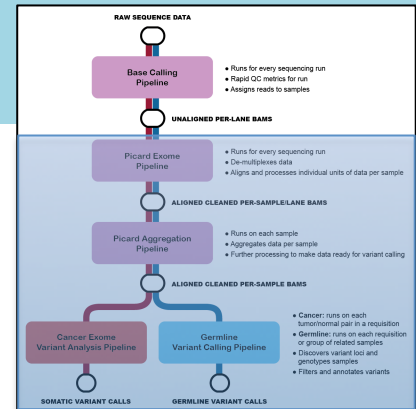 RAW SEQUENCE DATA
Base Calling
Pipeline
• Runs for every sequencing run
• Rapid QC metrics for run
• Assigns reads to samples
UNALIGNED PER-LANE BAMS
Picard Exome
Pipeline
• Runs for every sequencing run
• De-multiplexes data
• Aligns and processes individual units of data per sample
ALIGNED CLEANED PER-SAMPLE/LANE BAMS
Picard Aggregation
Pipeline
• Runs on each sample
• Aggregates data per sample
• Further processing to make data ready for variant calling
ALIGNED CLEANED PER-SAMPLE BAMS
Cancer Exome
Variant Analysis Pipeline
Germline
Variant Calling Pipeline
• Cancer: runs on each
tumor/normal pair in a requisition
• Germline: runs on each requisition
or group of related samples
• Discovers variant loci and
genotypes samples
• Filters and annotates variants
SOMATIC VARIANT CALLS
GERMLINE VARIANT CALLS